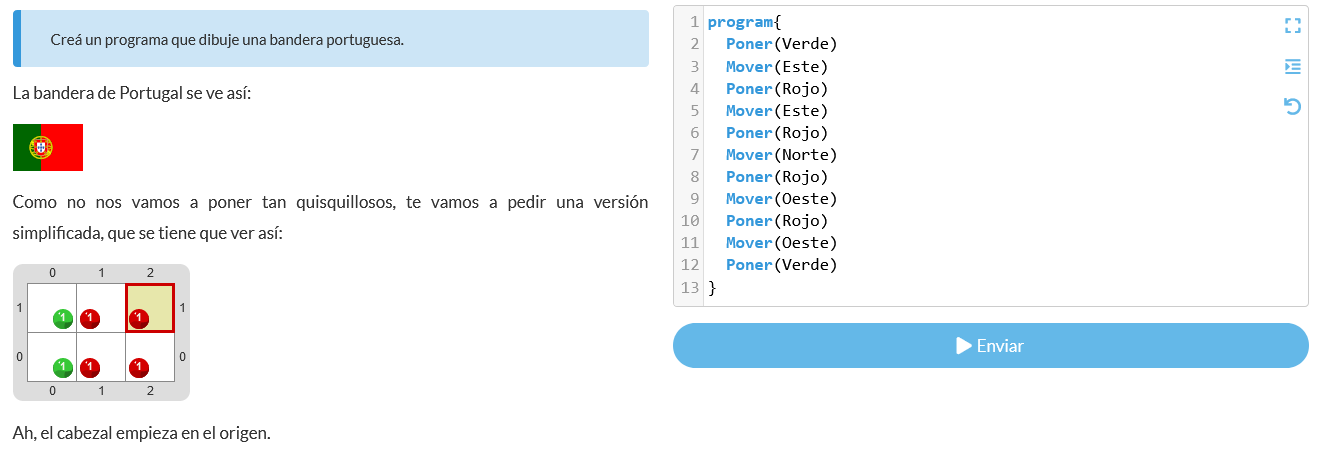 Creá un programa que dibuje una bandera portuguesa.
La bandera de Portugal se ve así:
Como no nos vamos a poner tan quisquillosos, te vamos a pedir una versión
simplificada, que se tiene que ver así:
0 1 2
1 1 1 1 1
0 1 1 1 0
0 1 2
Ah, el cabezal empieza en el origen.
1 program{
2 Poner(Verde)
3 Mover(Este)
4 Poner(Rojo)
5 Mover(Este)
6 Poner(Rojo)
7 Mover(Norte)
8 Poner(Rojo)
9 Mover(Oeste)
10 Poner(Rojo)
11 Mover(Oeste)
12 Poner(Verde)
13 }
Enviar